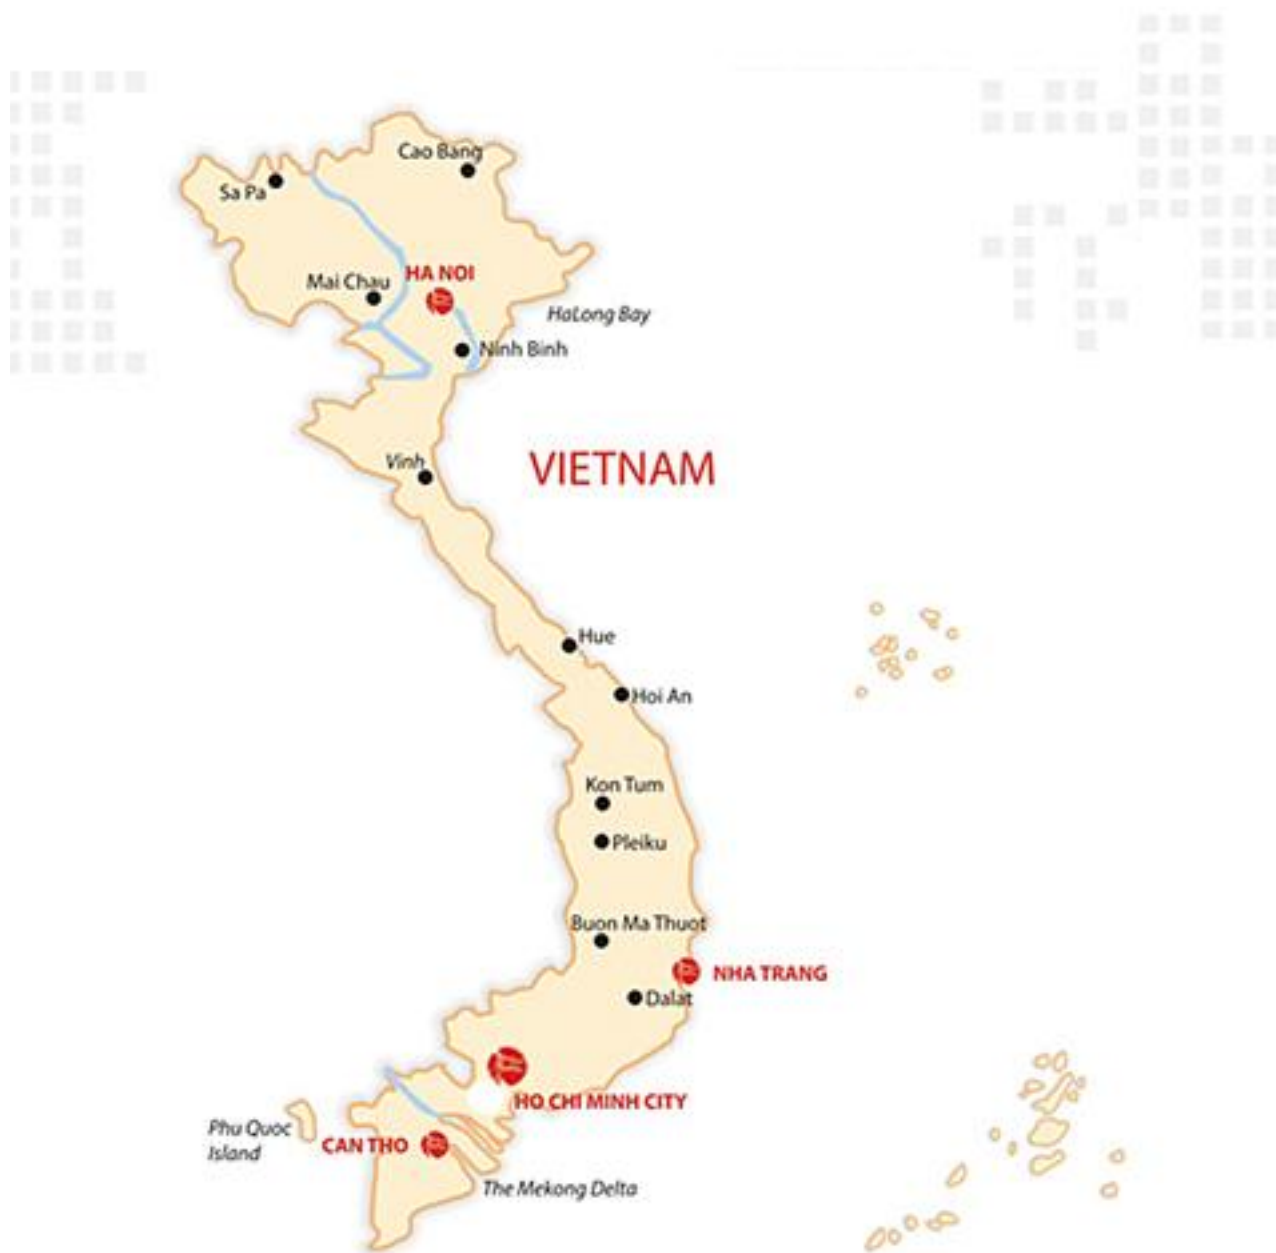 Cao Bang
Sa Pa
HA NOI
Mai Chau
HaLong Bay
Ninh Binh
VIETNAM
Vinh
Hue
Hoi An
Kon Tum
Pleiku
Buon Ma Thuot
NHA TRANG
Dalat
HO CHI MINH CITY
Phu Quoc
Island
CAN THO
The Mekong Delta